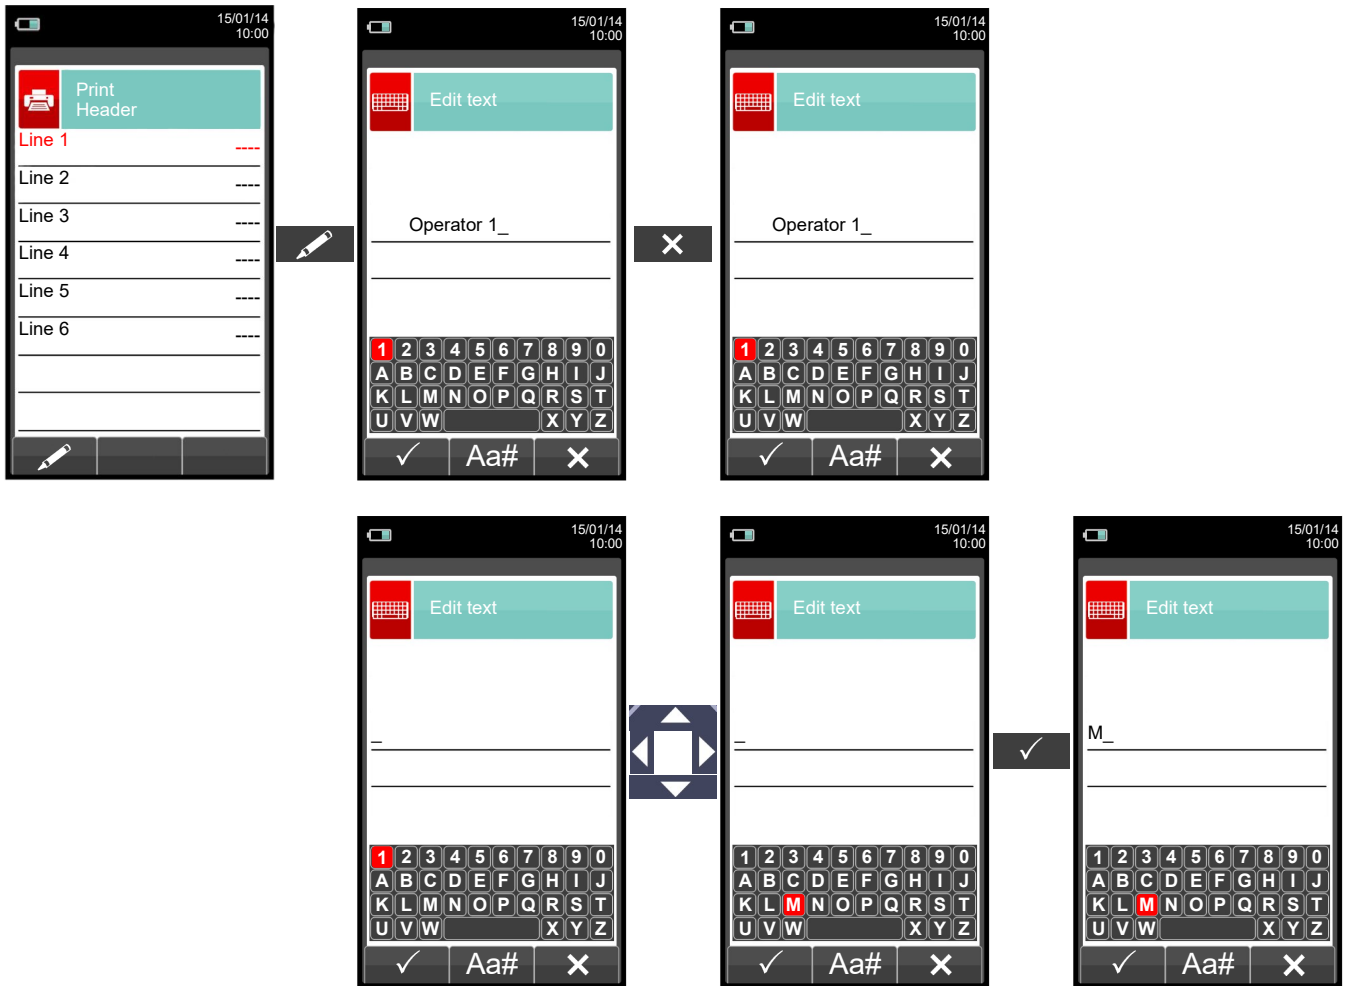 15/01/14
10:00
Print
Header
Line 1 ----
Line 2 ----
Line 3 ----
Line 4 ----
Line 5 ----
Line 6 ----
15/01/14
10:00
Edit text
Operator 1_
1 2 3 4 5 6 7 8 9 0
A B C D E F G H I J
K L M N O P Q R S T
U V W X Y Z
Aa#
15/01/14
10:00
Edit text
Operator 1_
1 2 3 4 5 6 7 8 9 0
A B C D E F G H I J
K L M N O P Q R S T
U V W X Y Z
Aa#
15/01/14
10:00
Edit text
_
1 2 3 4 5 6 7 8 9 0
A B C D E F G H I J
K L M N O P Q R S T
U V W X Y Z
Aa#
15/01/14
10:00
Edit text
_
1 2 3 4 5 6 7 8 9 0
A B C D E F G H I J
K L M N O P Q R S T
U V W X Y Z
Aa#
15/01/14
10:00
Edit text
M_
1 2 3 4 5 6 7 8 9 0
A B C D E F G H I J
K L M N O P Q R S T
U V W X Y Z
Aa#